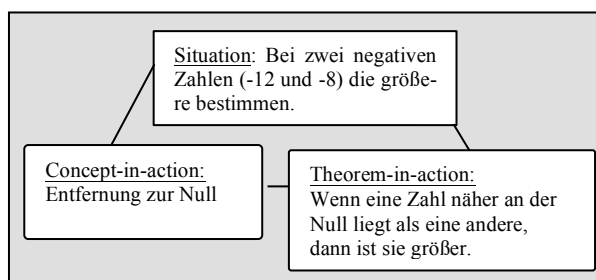 Situation: Bei zwei negativen
Zahlen (-12 und -8) die größe-
re bestimmen.
Concept-in-action:
Entfernung zur Null
Theorem-in-action:
Wenn eine Zahl näher an der
Null liegt als eine andere,
dann ist sie größer.